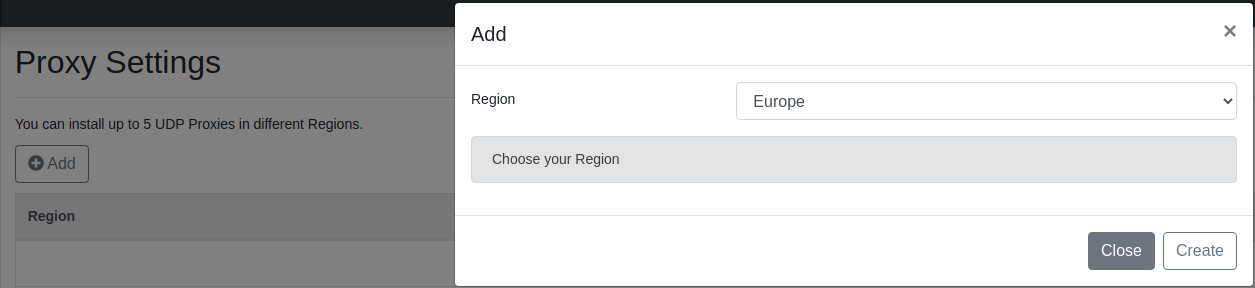 Proxy Settings
You can install up to 5 UDP Proxies in different Regions.
Add
Region
Add
×
Region
Europe
Choose your Region
Close
Create